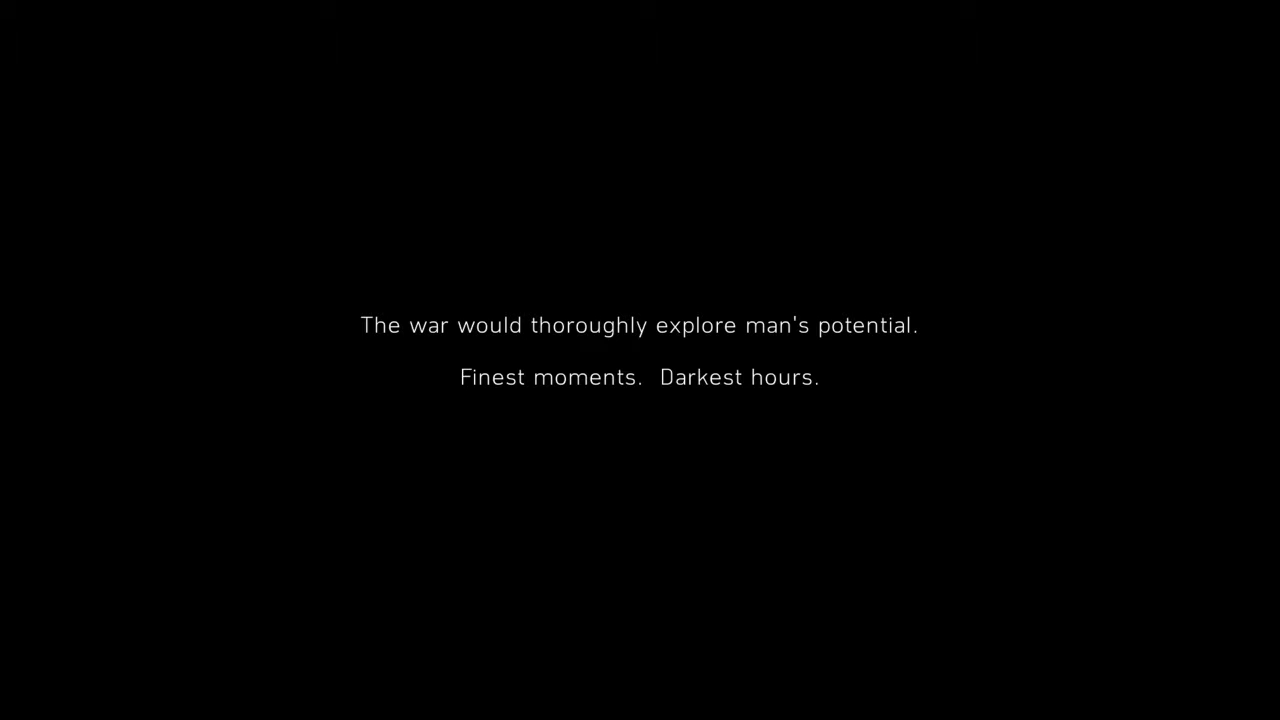 The war would thoroughly explore man's potential.
Finest moments.  Darkest hours.